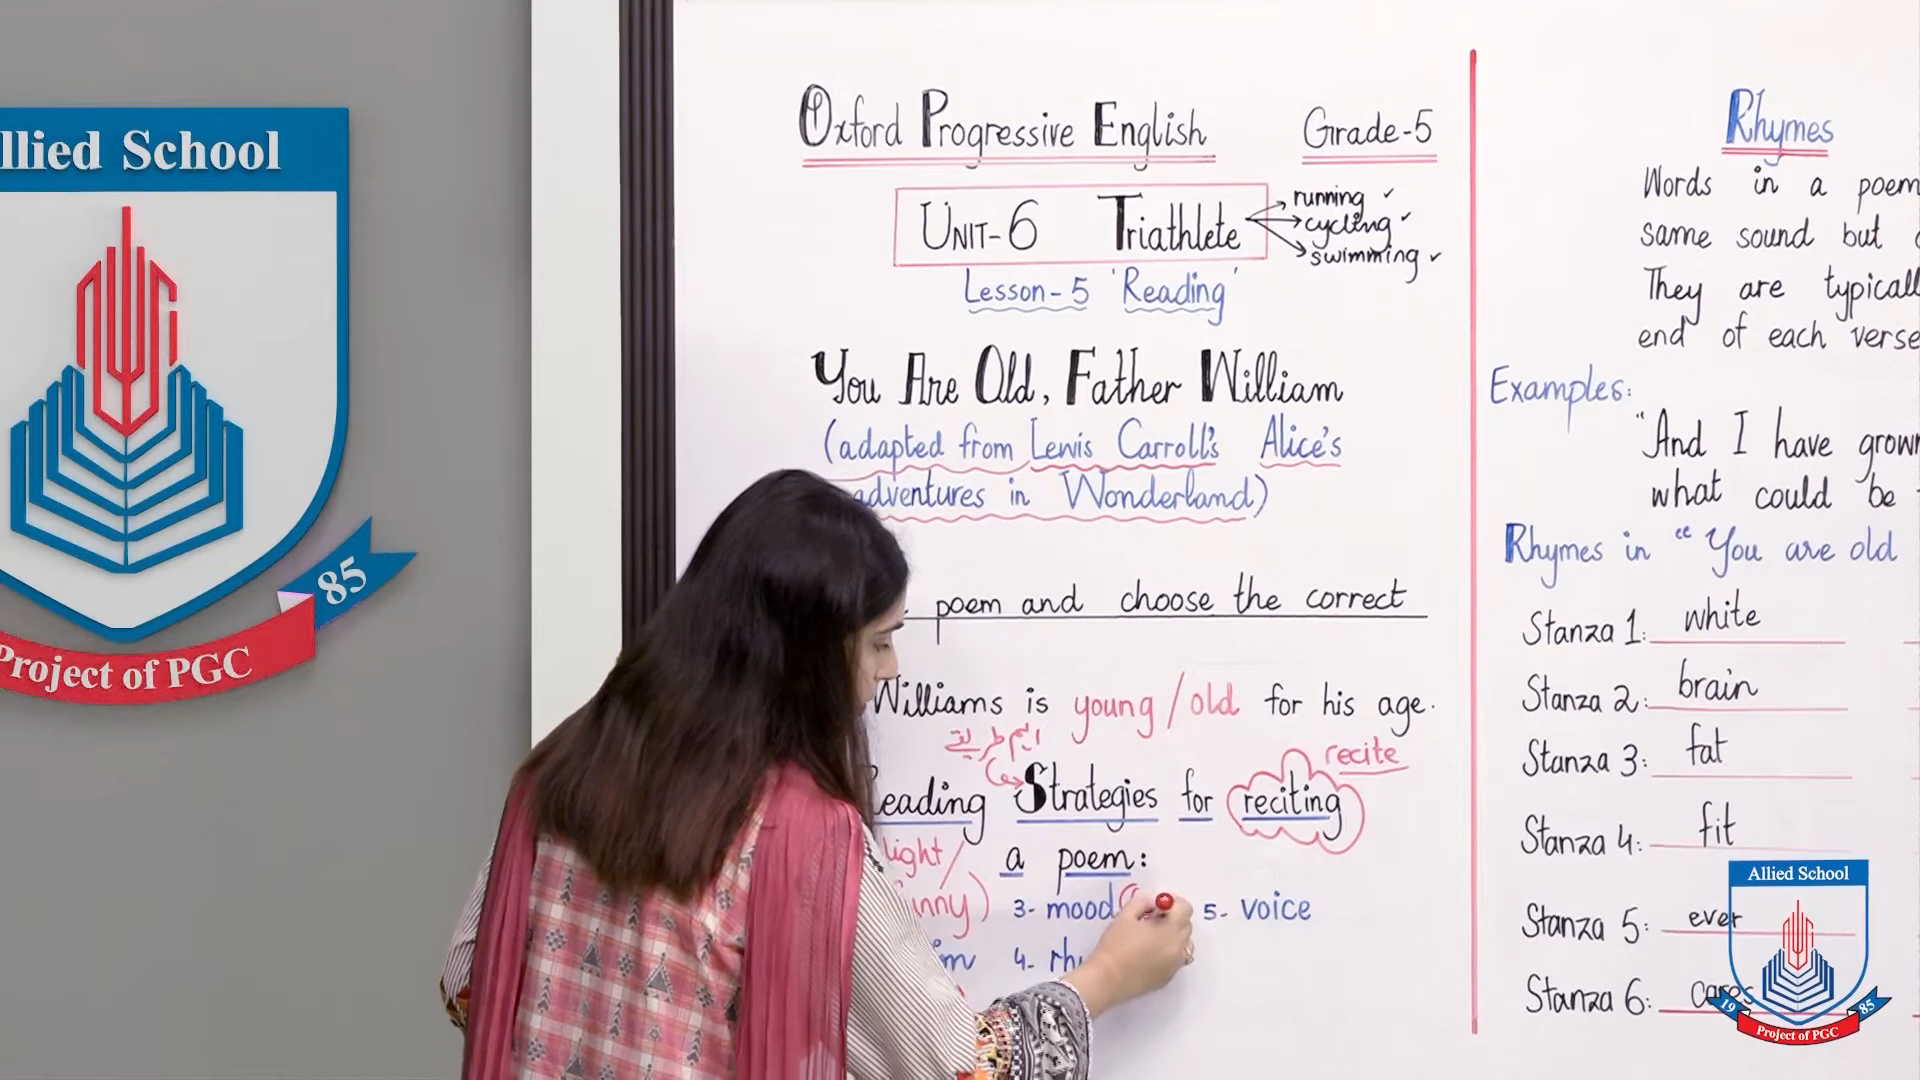 Allied School
85
Project of PGC
Oxford Progressive English Grade-5
UNIT-6 Triathlete
running ✓
cycling ✓
swimming ✓
Lesson-5 'Reading'
You Are Old, Father William
(adapted from Lewis Carroll's Alice's
adventures in Wonderland)
poem and choose the correct
Williams is young/old for his age.
recite
Strategies for reciting
light/
a poem:
3- mood( 5- voice
4-
Rhymes
Words in a poem
same sound but
They are
end of each verse
Examples:
"And I have grown
what could be
Rhymes in "You are old
Stanza 1: white
Stanza 2: brain
Stanza 3: fat
Stanza 4: fit
Stanza 5: ever
Stanza 6: cares
Allied School
19 85
Project of PGC